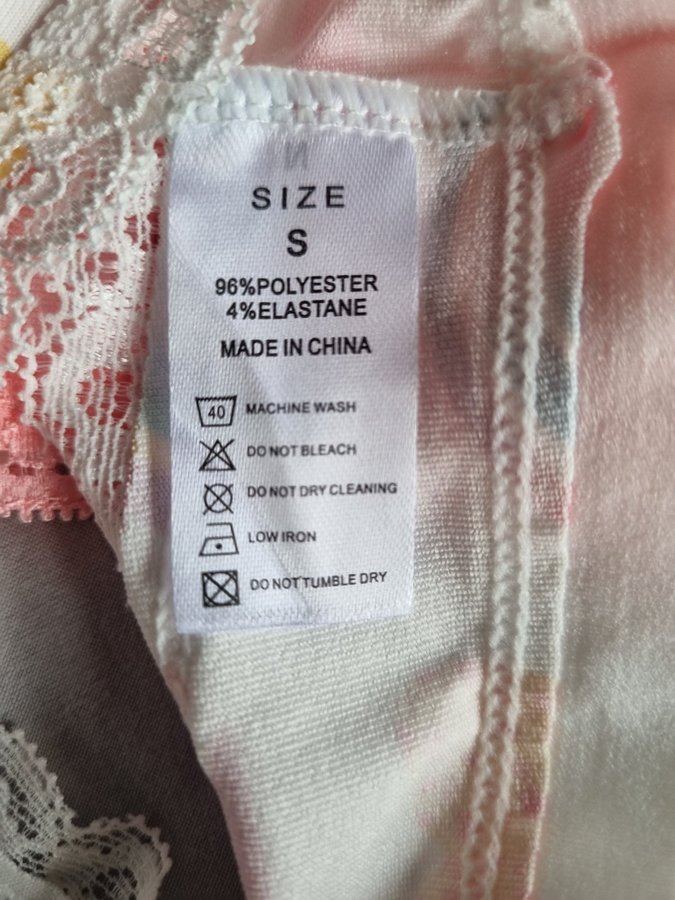 SIZE
S
96%POLYESTER
4%ELASTANE
MADE IN CHINA
40 MACHINE WASH
DO NOT BLEACH
DO NOT DRY CLEANING
LOW IRON
DO NOT TUMBLE DRY